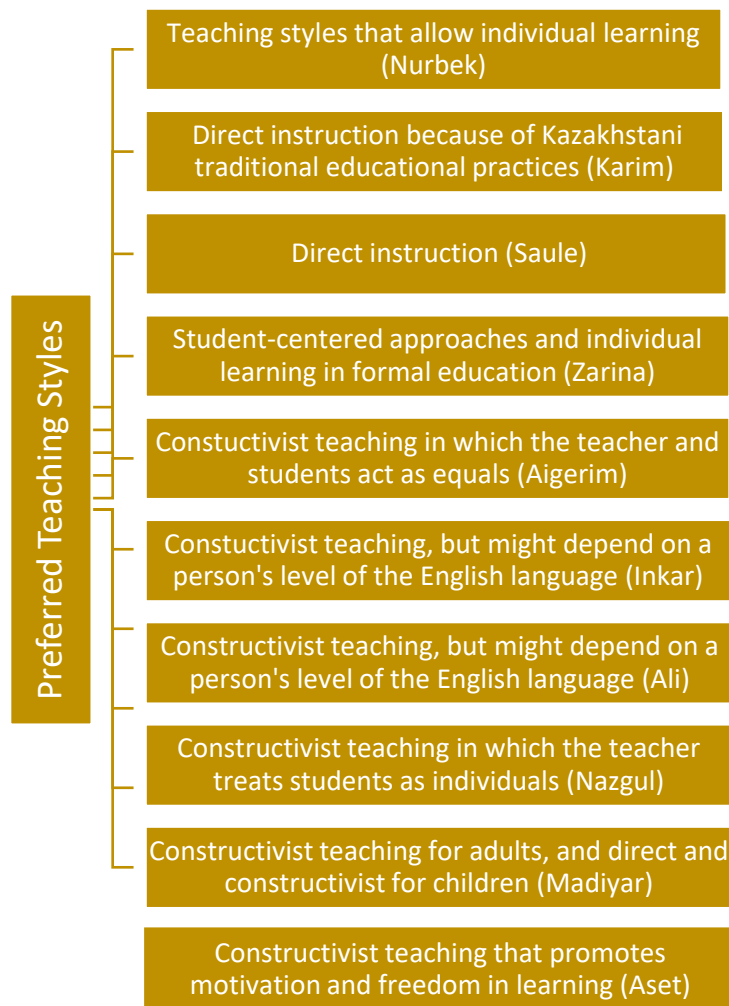 Preferred Teaching Styles
Teaching styles that allow individual learning
(Nurbek)
Direct instruction because of Kazakhstani
traditional educational practices (Karim)
Direct instruction (Saule)
Student-centered approaches and individual
learning in formal education (Zarina)
Constuctivist teaching in which the teacher and
students act as equals (Aigerim)
Constuctivist teaching, but might depend on a
person's level of the English language (Inkar)
Constructivist teaching, but might depend on a
person's level of the English language (Ali)
Constructivist teaching in which the teacher
treats students as individuals (Nazgul)
Constructivist teaching for adults, and direct and
constructivist for children (Madiyar)
Constructivist teaching that promotes
motivation and freedom in learning (Aset)